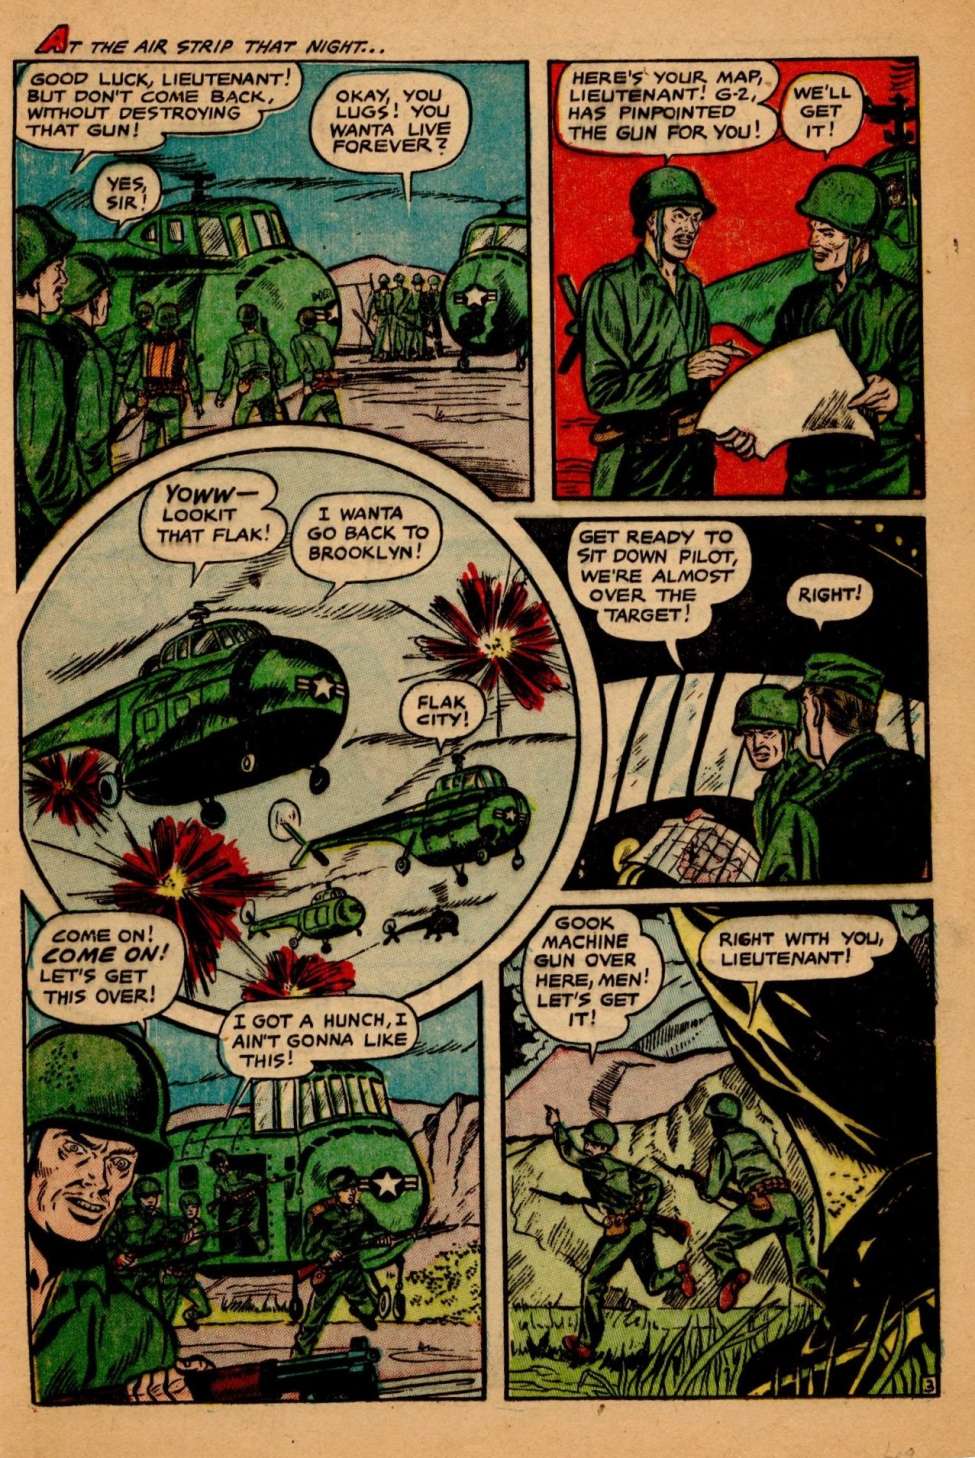 AT THE AIR STRIP THAT NIGHT...
GOOD LUCK, LIEUTENANT!
BUT DON'T COME BACK,
WITHOUT DESTROYING
THAT GUN!
YES,
SIR!
OKAY, YOU
LUGS! YOU
WANTA LIVE
FOREVER?
HERE'S YOUR MAP,
LIEUTENANT! G-2,
HAS PINPOINTED
THE GUN FOR YOU!
WE'LL
GET
IT!
YOWW—
LOOKIT
THAT FLAK!
I WANTA
GO BACK TO
BROOKLYN!
FLAK
CITY!
GET READY TO
SIT DOWN PILOT,
WE'RE ALMOST
OVER THE
TARGET!
RIGHT!
COME ON!
COME ON!
LET'S GET
THIS OVER!
I GOT A HUNCH, I
AIN'T GONNA LIKE
THIS!
GOOK
MACHINE
GUN OVER
HERE, MEN!
LET'S GET
IT!
RIGHT WITH YOU,
LIEUTENANT!
3